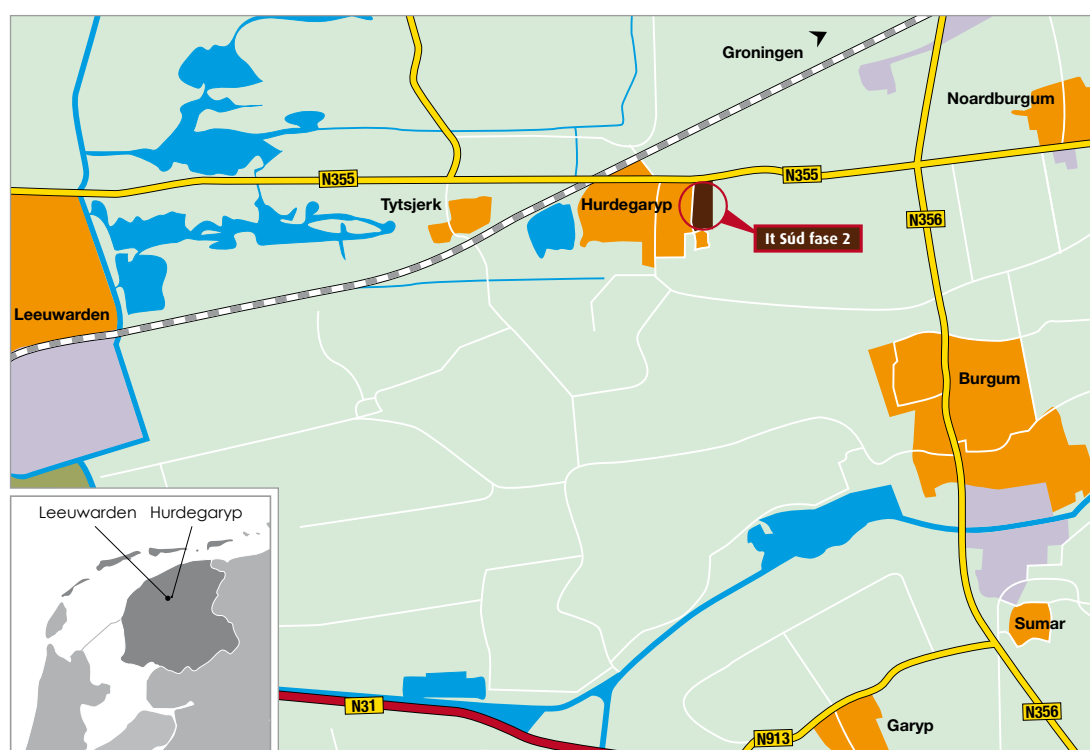 Groningen
Noardburgum
N355
N355
Tytsjerk
Hurdegaryp
N356
It Súd fase 2
Leeuwarden
Burgum
Leeuwarden Hurdegaryp
Sumar
N31
N356
Garyp
N913